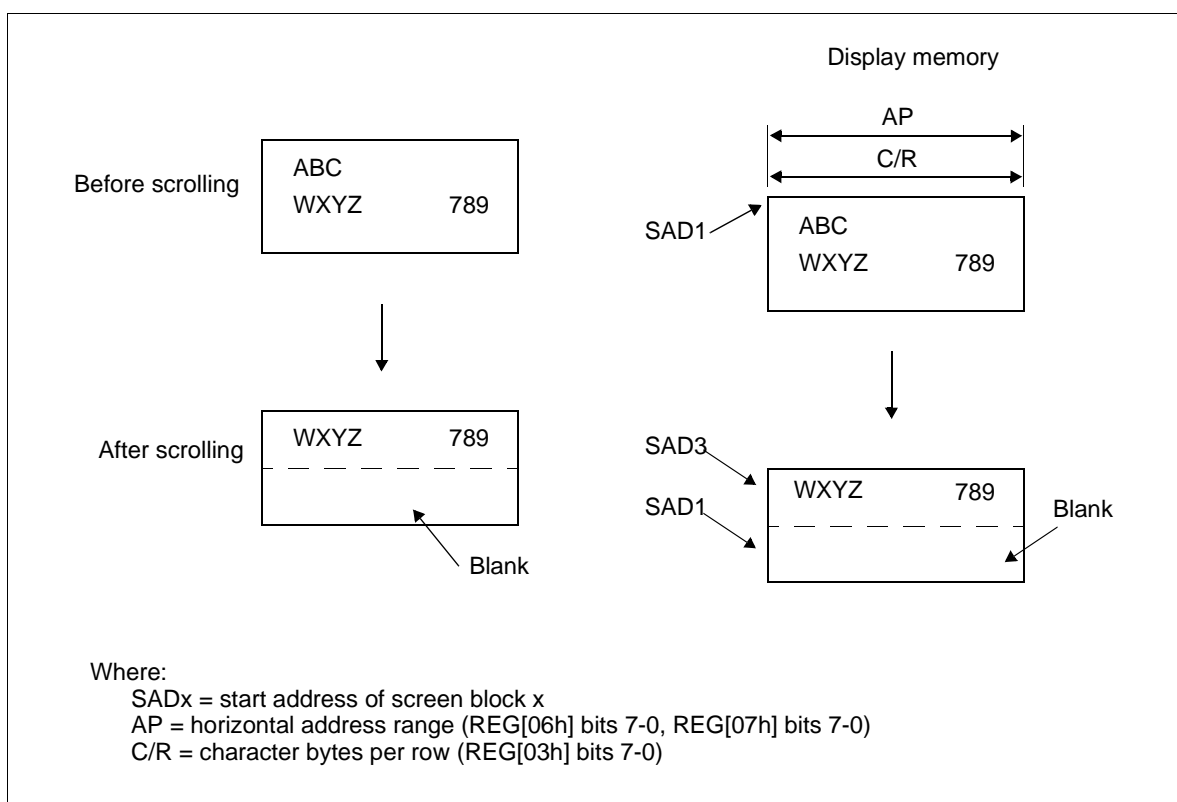 Display memory
AP
C/R
Before scrolling
ABC
WXYZ 789
SAD1
ABC
WXYZ 789
After scrolling
WXYZ 789
Blank
SAD3
SAD1
WXYZ 789
Blank
Where:
SADx = start address of screen block x
AP = horizontal address range (REG[06h] bits 7-0, REG[07h] bits 7-0)
C/R = character bytes per row (REG[03h] bits 7-0)